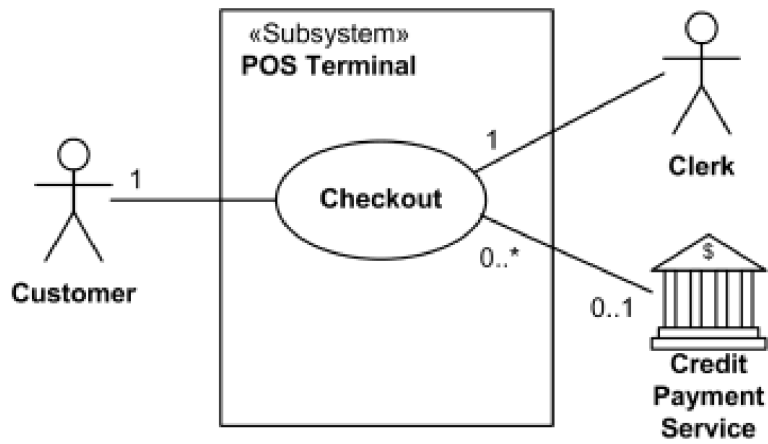 «Subsystem»
POS Terminal
1
Clerk
1
Checkout
Customer
0..*
0..1
$
Credit
Payment
Service